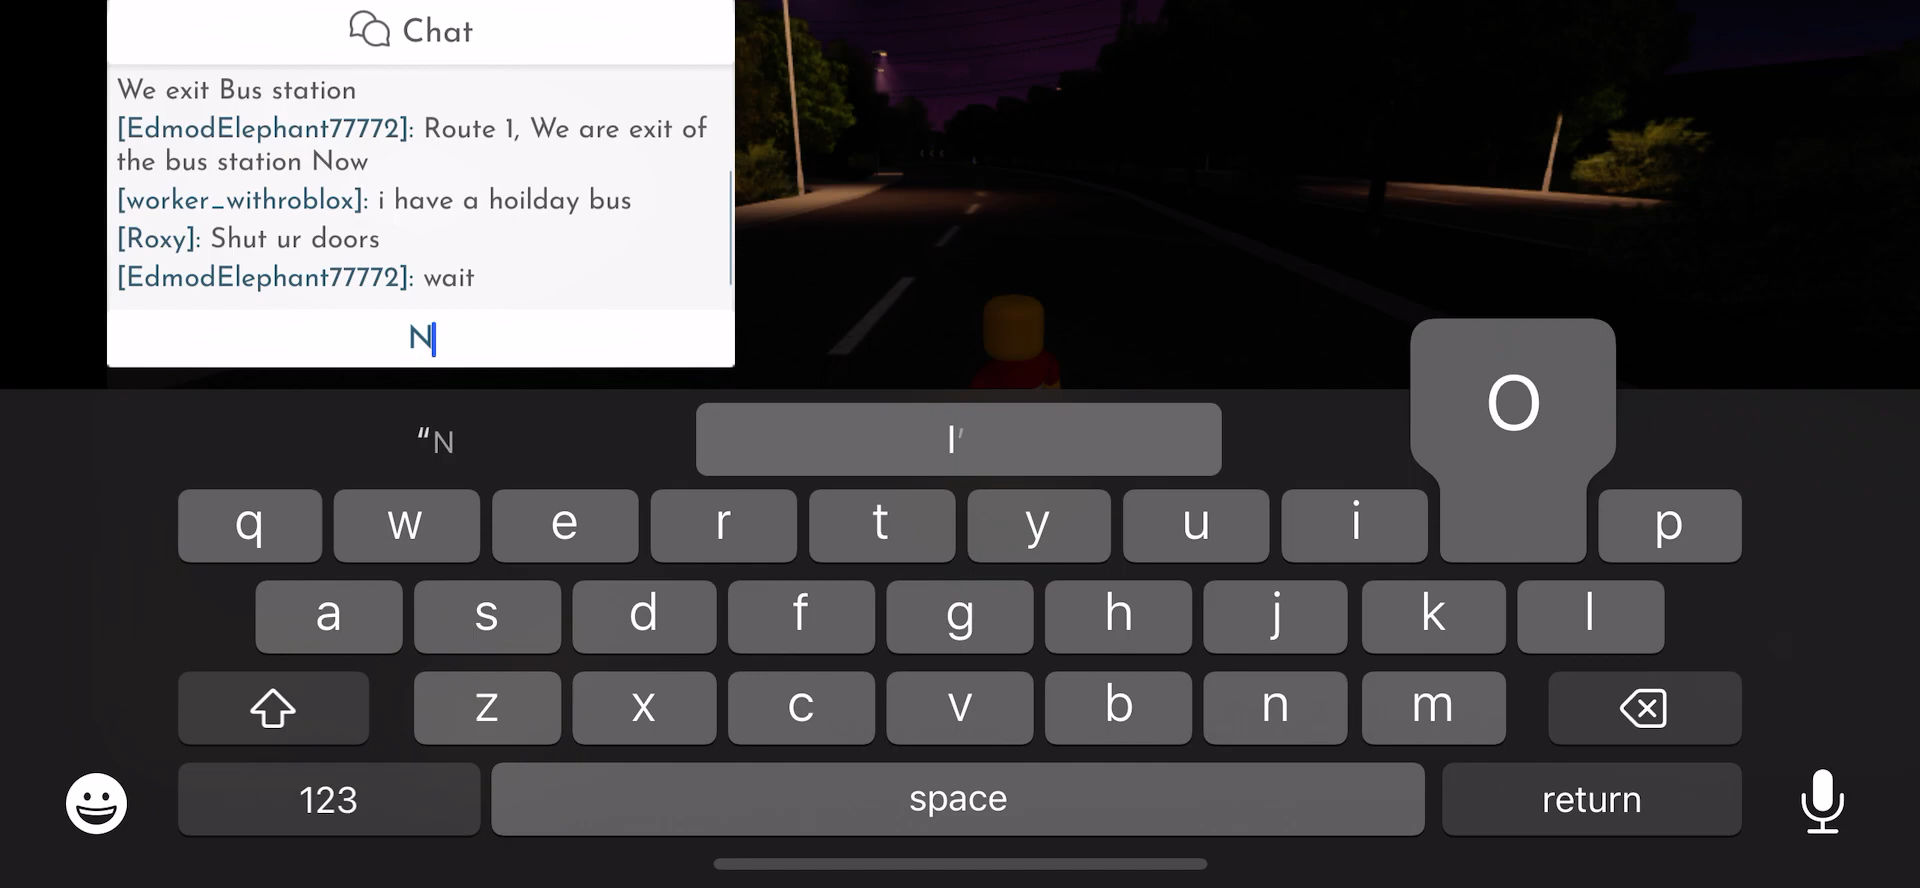 Chat
We exit Bus station
[EdmodElephant77772]: Route 1, We are exit of
the bus station Now
[worker_withroblox]: i have a hoilday bus
[Roxy]: Shut ur doors
[EdmodElephant77772]: wait
N
“N
I’
O
q w e r t y u i p
a s d f g h j k l
z x c v b n m
123 space return